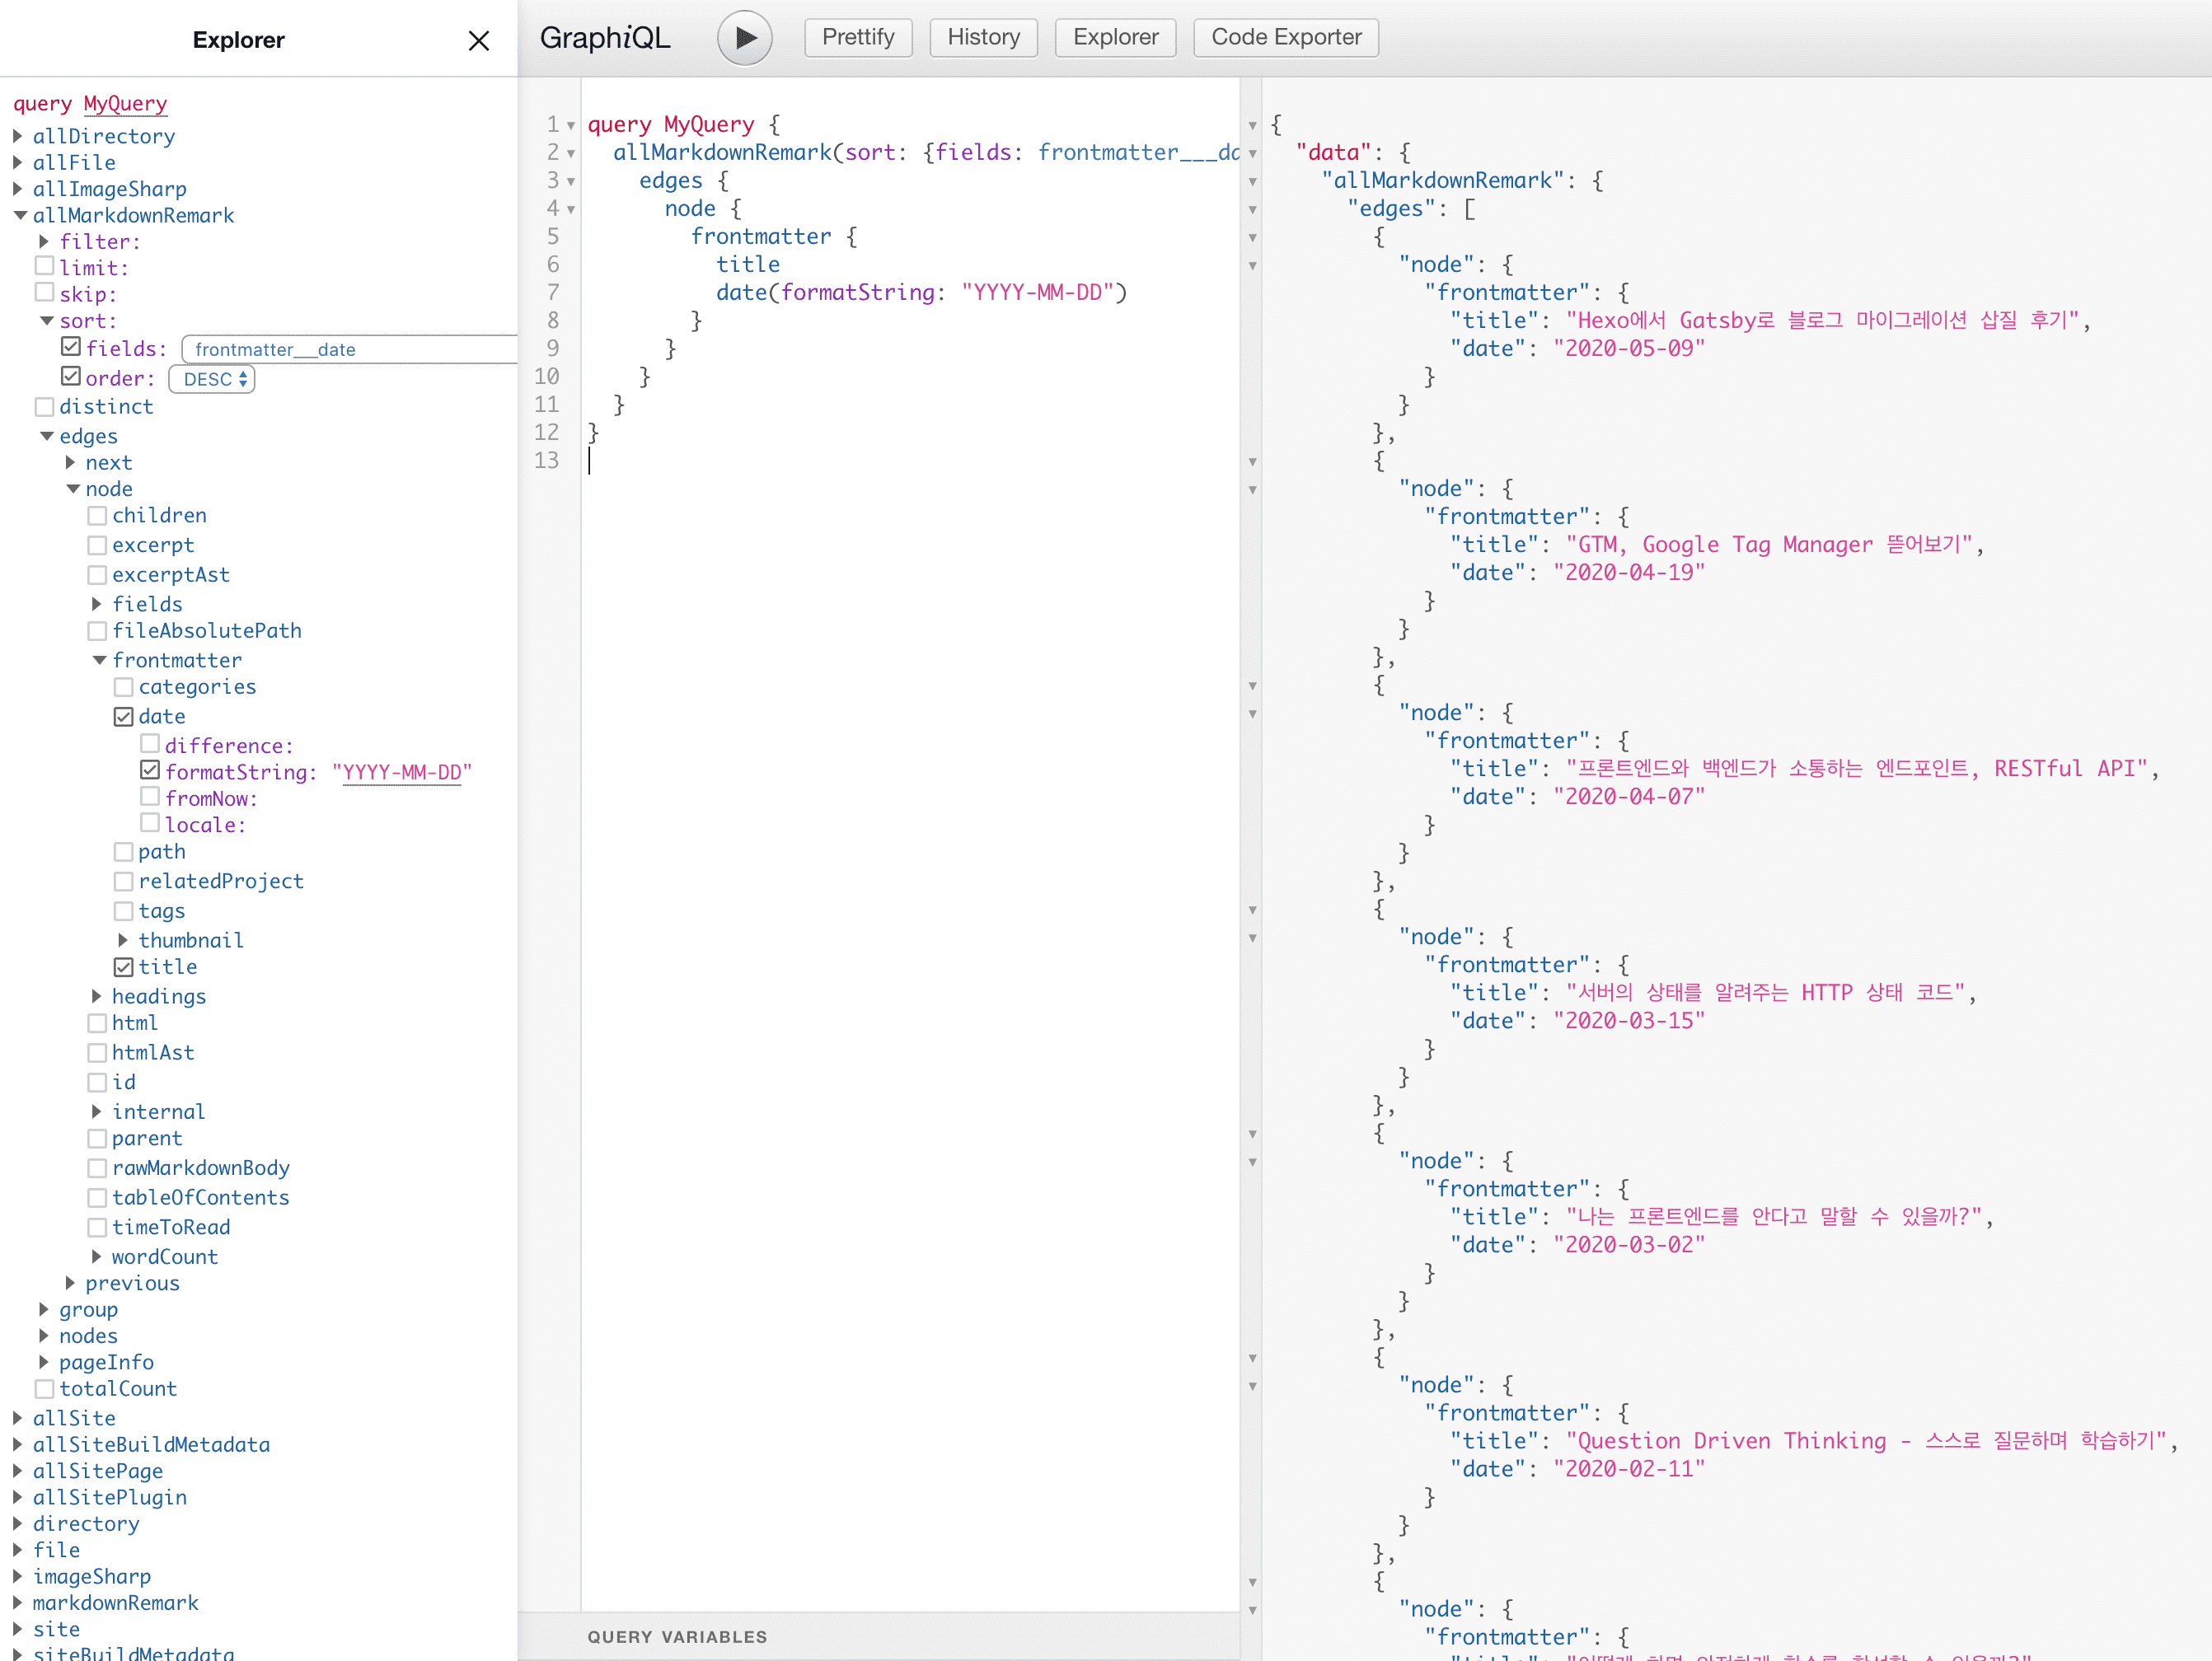 Explorer
query MyQuery
allDirectory
allFile
allImageSharp
allMarkdownRemark
filter:
limit:
skip:
sort:
fields: frontmatter___date
order: DESC
distinct
edges
next
node
children
excerpt
excerptAst
fields
fileAbsolutePath
frontmatter
categories
date
difference:
formatString: "YYYY-MM-DD"
fromNow:
locale:
path
relatedProject
tags
thumbnail
title
headings
html
htmlAst
id
internal
parent
rawMarkdownBody
tableOfContents
timeToRead
wordCount
previous
group
nodes
pageInfo
totalCount
allSite
allSiteBuildMetadata
allSitePage
allSitePlugin
directory
file
imageSharp
markdownRemark
site
siteBuildMetadata
GraphiQL
Prettify
History
Explorer
Code Exporter
1 query MyQuery {
2 allMarkdownRemark(sort: {fields: frontmatter___da
3 edges {
4 node {
5 frontmatter {
6 title
7 date(formatString: "YYYY-MM-DD")
8 }
9 }
10 }
11 }
12 }
13
QUERY VARIABLES
{
"data": {
"allMarkdownRemark": {
"edges": [
{
"node": {
"frontmatter": {
"title": "Hexo에서 Gatsby로 블로그 마이그레이션 삽질 후기",
"date": "2020-05-09"
}
}
},
{
"node": {
"frontmatter": {
"title": "GTM, Google Tag Manager 뜯어보기",
"date": "2020-04-19"
}
}
},
{
"node": {
"frontmatter": {
"title": "프론트엔드와 백엔드가 소통하는 엔드포인트, RESTful API",
"date": "2020-04-07"
}
}
},
{
"node": {
"frontmatter": {
"title": "서버의 상태를 알려주는 HTTP 상태 코드",
"date": "2020-03-15"
}
}
},
{
"node": {
"frontmatter": {
"title": "나는 프론트엔드를 안다고 말할 수 있을까?",
"date": "2020-03-02"
}
}
},
{
"node": {
"frontmatter": {
"title": "Question Driven Thinking - 스스로 질문하며 학습하기",
"date": "2020-02-11"
}
}
},
{
"node": {
"frontmatter": {